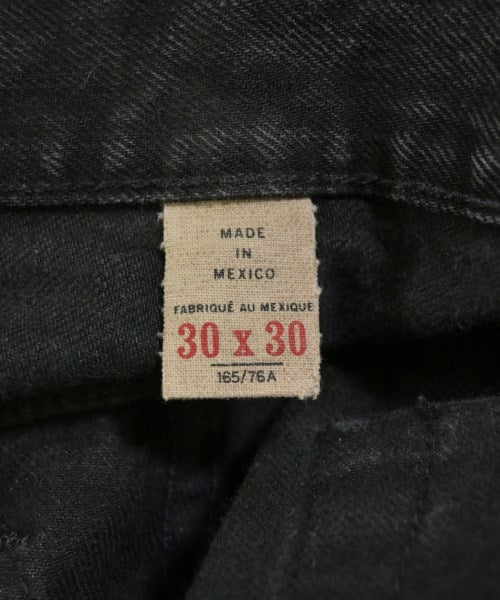 MADE
IN
MEXICO
FABRIQUÉ AU MEXIQUE
30 x 30
165/76A